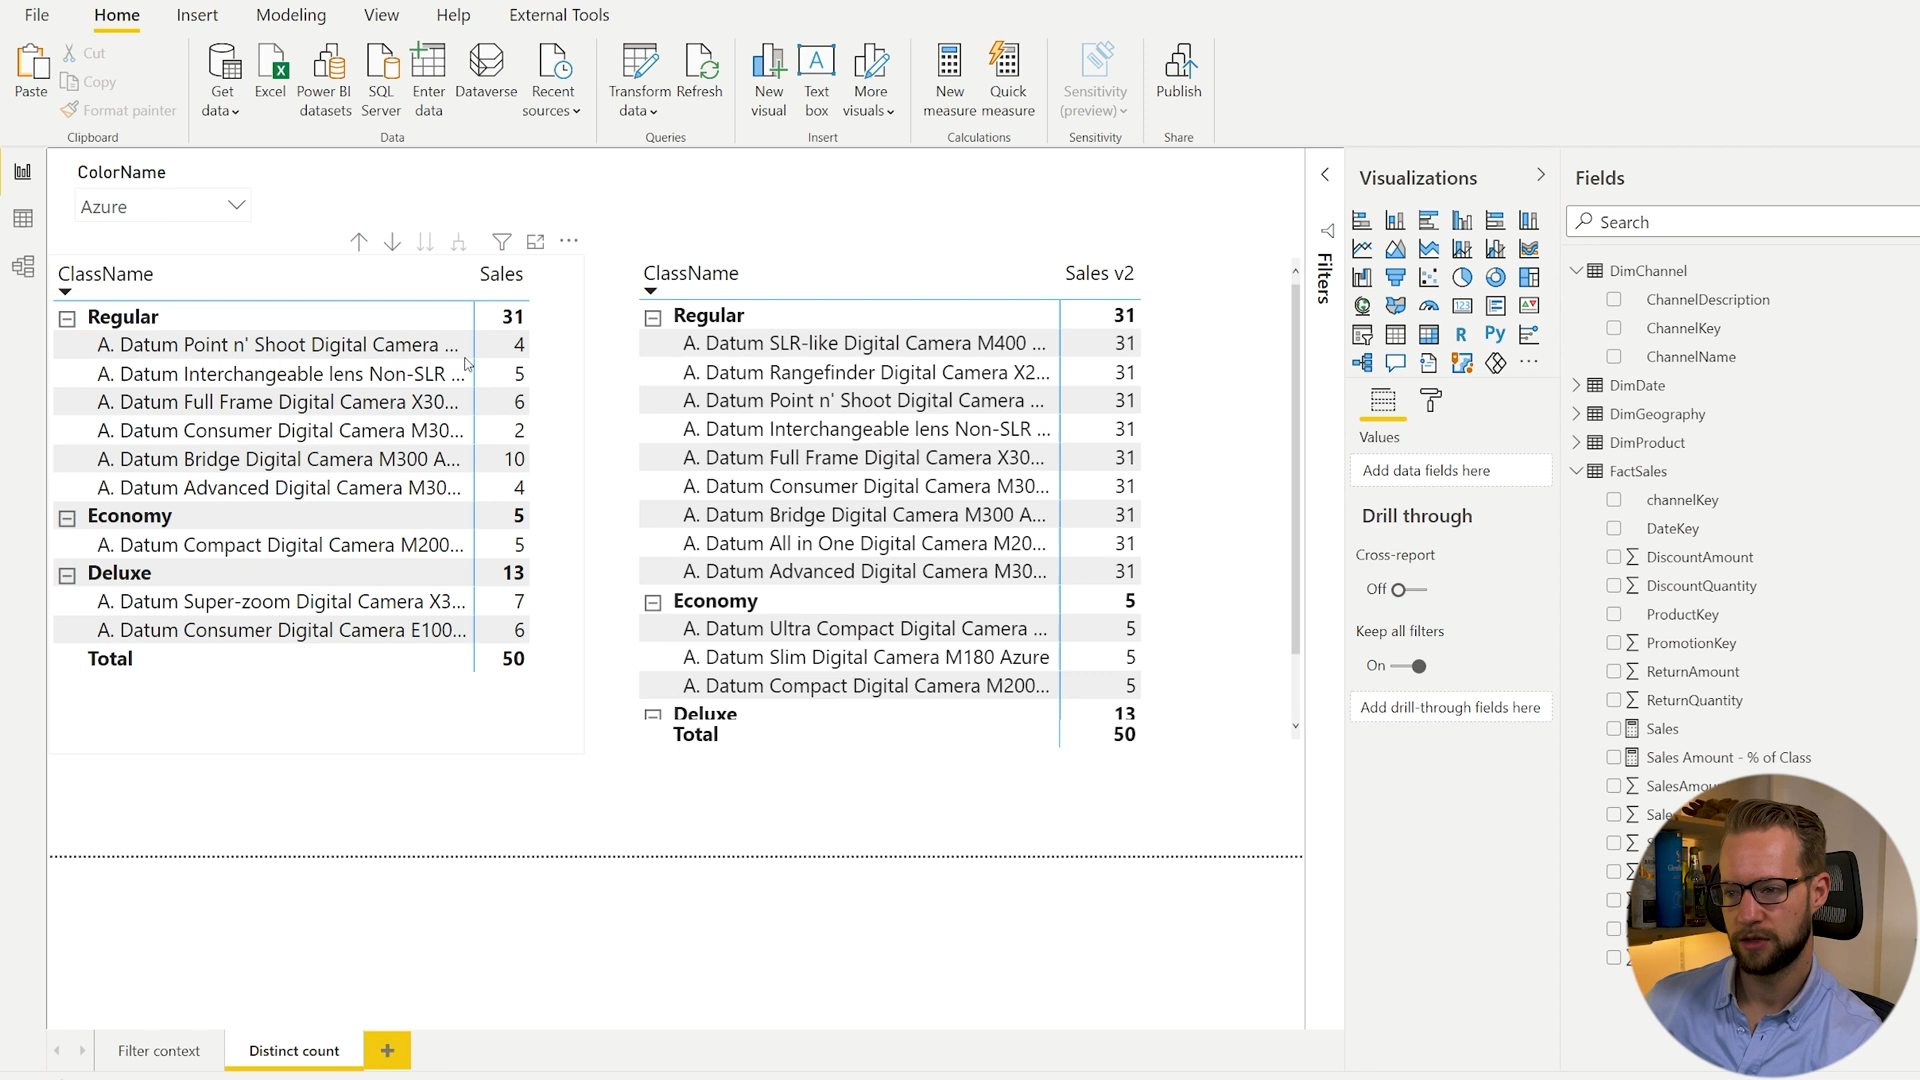 File Home Insert Modeling View Help External Tools
Paste
Cut
Copy
Format painter
Clipboard
Get data
Excel
Power BI datasets
SQL Server
Enter data
Dataverse
Recent sources
Data
Transform data
Refresh
Queries
New visual
Text box
More visuals
Insert
New measure
Quick measure
Calculations
Sensitivity (preview)
Sensitivity
Publish
Share
ColorName
Azure
ClassName Sales
Regular 31
A. Datum Point n' Shoot Digital Camera ... 4
A. Datum Interchangeable lens Non-SLR ... 5
A. Datum Full Frame Digital Camera X30... 6
A. Datum Consumer Digital Camera M30... 2
A. Datum Bridge Digital Camera M300 A... 10
A. Datum Advanced Digital Camera M30... 4
Economy 5
A. Datum Compact Digital Camera M200... 5
Deluxe 13
A. Datum Super-zoom Digital Camera X3... 7
A. Datum Consumer Digital Camera E100... 6
Total 50
ClassName Sales v2
Regular 31
A. Datum SLR-like Digital Camera M400 ... 31
A. Datum Rangefinder Digital Camera X2... 31
A. Datum Point n' Shoot Digital Camera ... 31
A. Datum Interchangeable lens Non-SLR ... 31
A. Datum Full Frame Digital Camera X30... 31
A. Datum Consumer Digital Camera M30... 31
A. Datum Bridge Digital Camera M300 A... 31
A. Datum All in One Digital Camera M20... 31
A. Datum Advanced Digital Camera M30... 31
Economy 5
A. Datum Ultra Compact Digital Camera ... 5
A. Datum Slim Digital Camera M180 Azure 5
A. Datum Compact Digital Camera M200... 5
Deluxe 13
Total 50
Filters
Visualizations
123
R
Py
Values
Add data fields here
Drill through
Cross-report
Off
Keep all filters
On
Add drill-through fields here
Fields
Search
DimChannel
ChannelDescription
ChannelKey
ChannelName
DimDate
DimGeography
DimProduct
FactSales
channelKey
DateKey
DiscountAmount
DiscountQuantity
ProductKey
PromotionKey
ReturnAmount
ReturnQuantity
Sales
Sales Amount - % of Class
Filter context
Distinct count